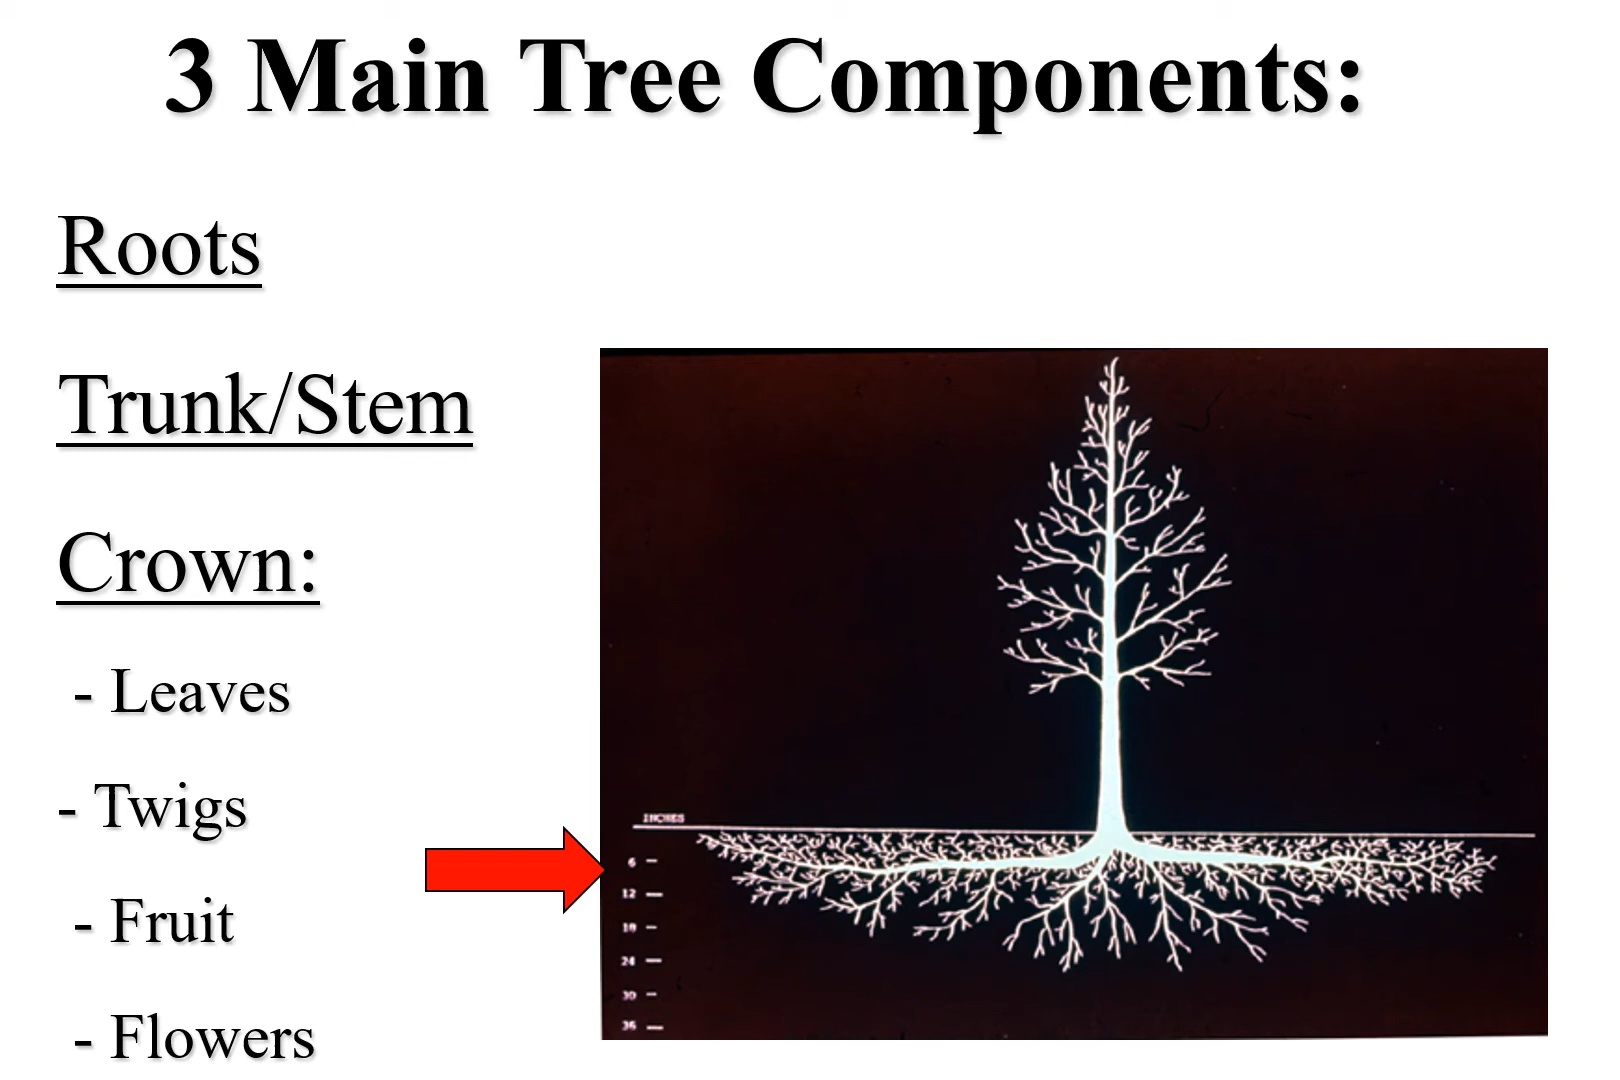 3 Main Tree Components:
Roots
Trunk/Stem
Crown:
- Leaves
- Twigs
- Fruit
- Flowers
INCHES
6
12
18
24
30
36